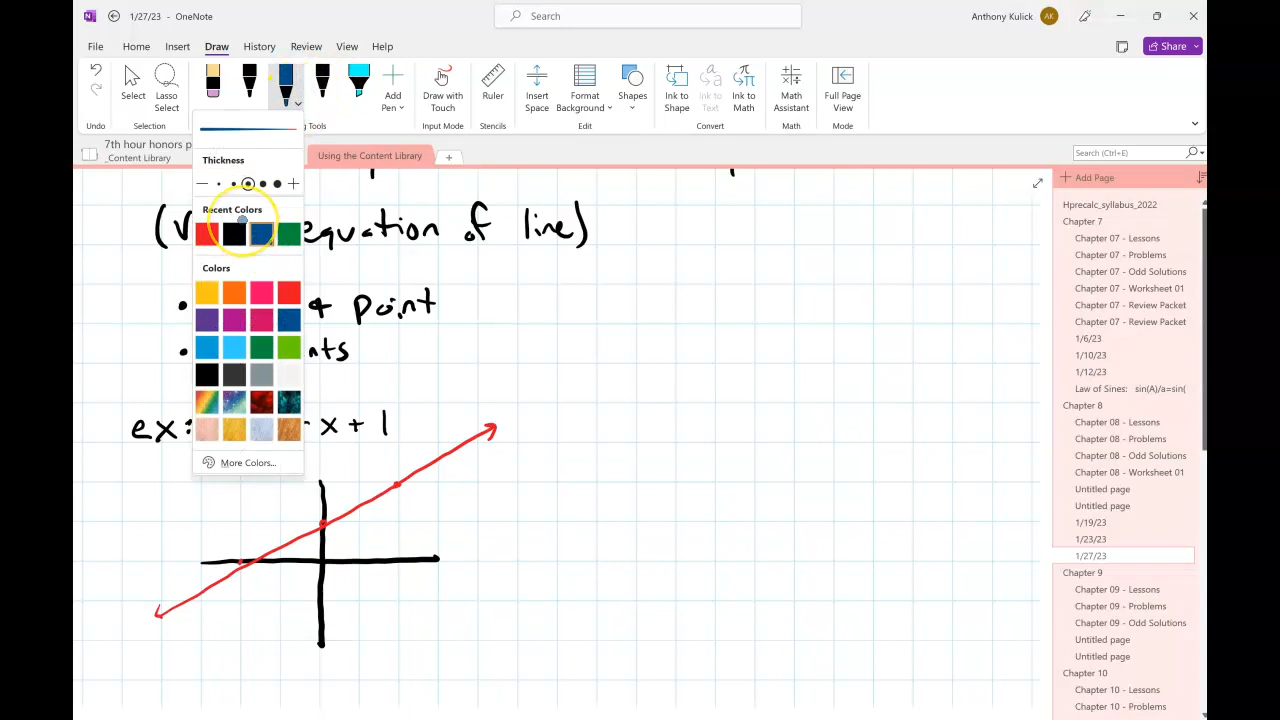 1/27/23 - OneNote
Search
Anthony Kulick
AK
File Home Insert Draw History Review View Help
Share
Select
Lasso Select
Add Pen
Draw with Touch
Ruler
Insert Space
Format Background
Shapes
Ink to Shape
Ink to Text
Ink to Math
Math Assistant
Full Page View
Undo
Selection
ing Tools
Input Mode
Stencils
Edit
Convert
Math
Mode
7th hour honors p
_Content Library
Using the Content Library
Search (Ctrl+E)
Thickness
Recent Colors
Colors
More Colors...
equation of line)
& point
nts
ex:
x + 1
Add Page
Hprecalc_syllabus_2022
Chapter 7
Chapter 07 - Lessons
Chapter 07 - Problems
Chapter 07 - Odd Solutions
Chapter 07 - Worksheet 01
Chapter 07 - Review Packet
Chapter 07 - Review Packet
1/6/23
1/10/23
1/12/23
Law of Sines: sin(A)/a=sin(
Chapter 8
Chapter 08 - Lessons
Chapter 08 - Problems
Chapter 08 - Odd Solutions
Chapter 08 - Worksheet 01
Untitled page
Untitled page
1/19/23
1/23/23
1/27/23
Chapter 9
Chapter 09 - Lessons
Chapter 09 - Problems
Chapter 09 - Odd Solutions
Untitled page
Untitled page
Chapter 10
Chapter 10 - Lessons
Chapter 10 - Problems